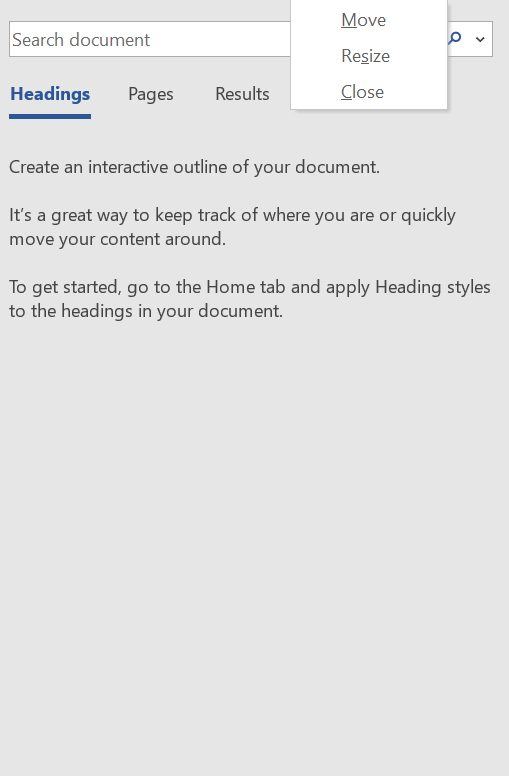 Move
Search document
Resize
Close
Headings Pages Results
Create an interactive outline of your document.
It's a great way to keep track of where you are or quickly
move your content around.
To get started, go to the Home tab and apply Heading styles
to the headings in your document.